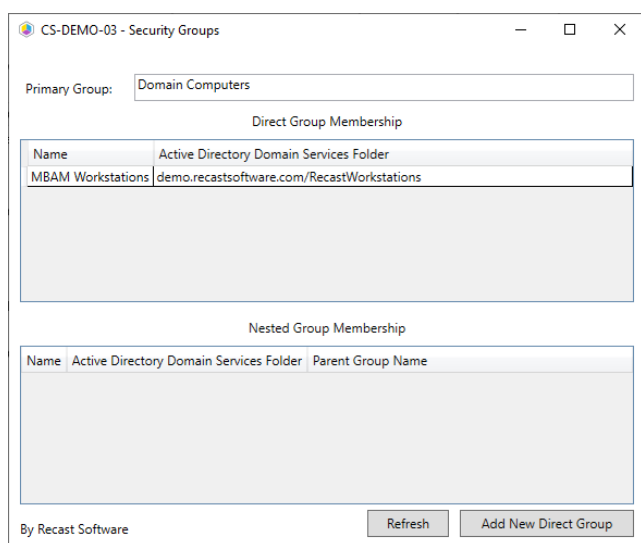 CS-DEMO-03 - Security Groups
Primary Group: Domain Computers
Direct Group Membership
Name Active Directory Domain Services Folder
MBAM Workstations demo.recastsoftware.com/RecastWorkstations
Nested Group Membership
Name Active Directory Domain Services Folder Parent Group Name
By Recast Software Refresh Add New Direct Group